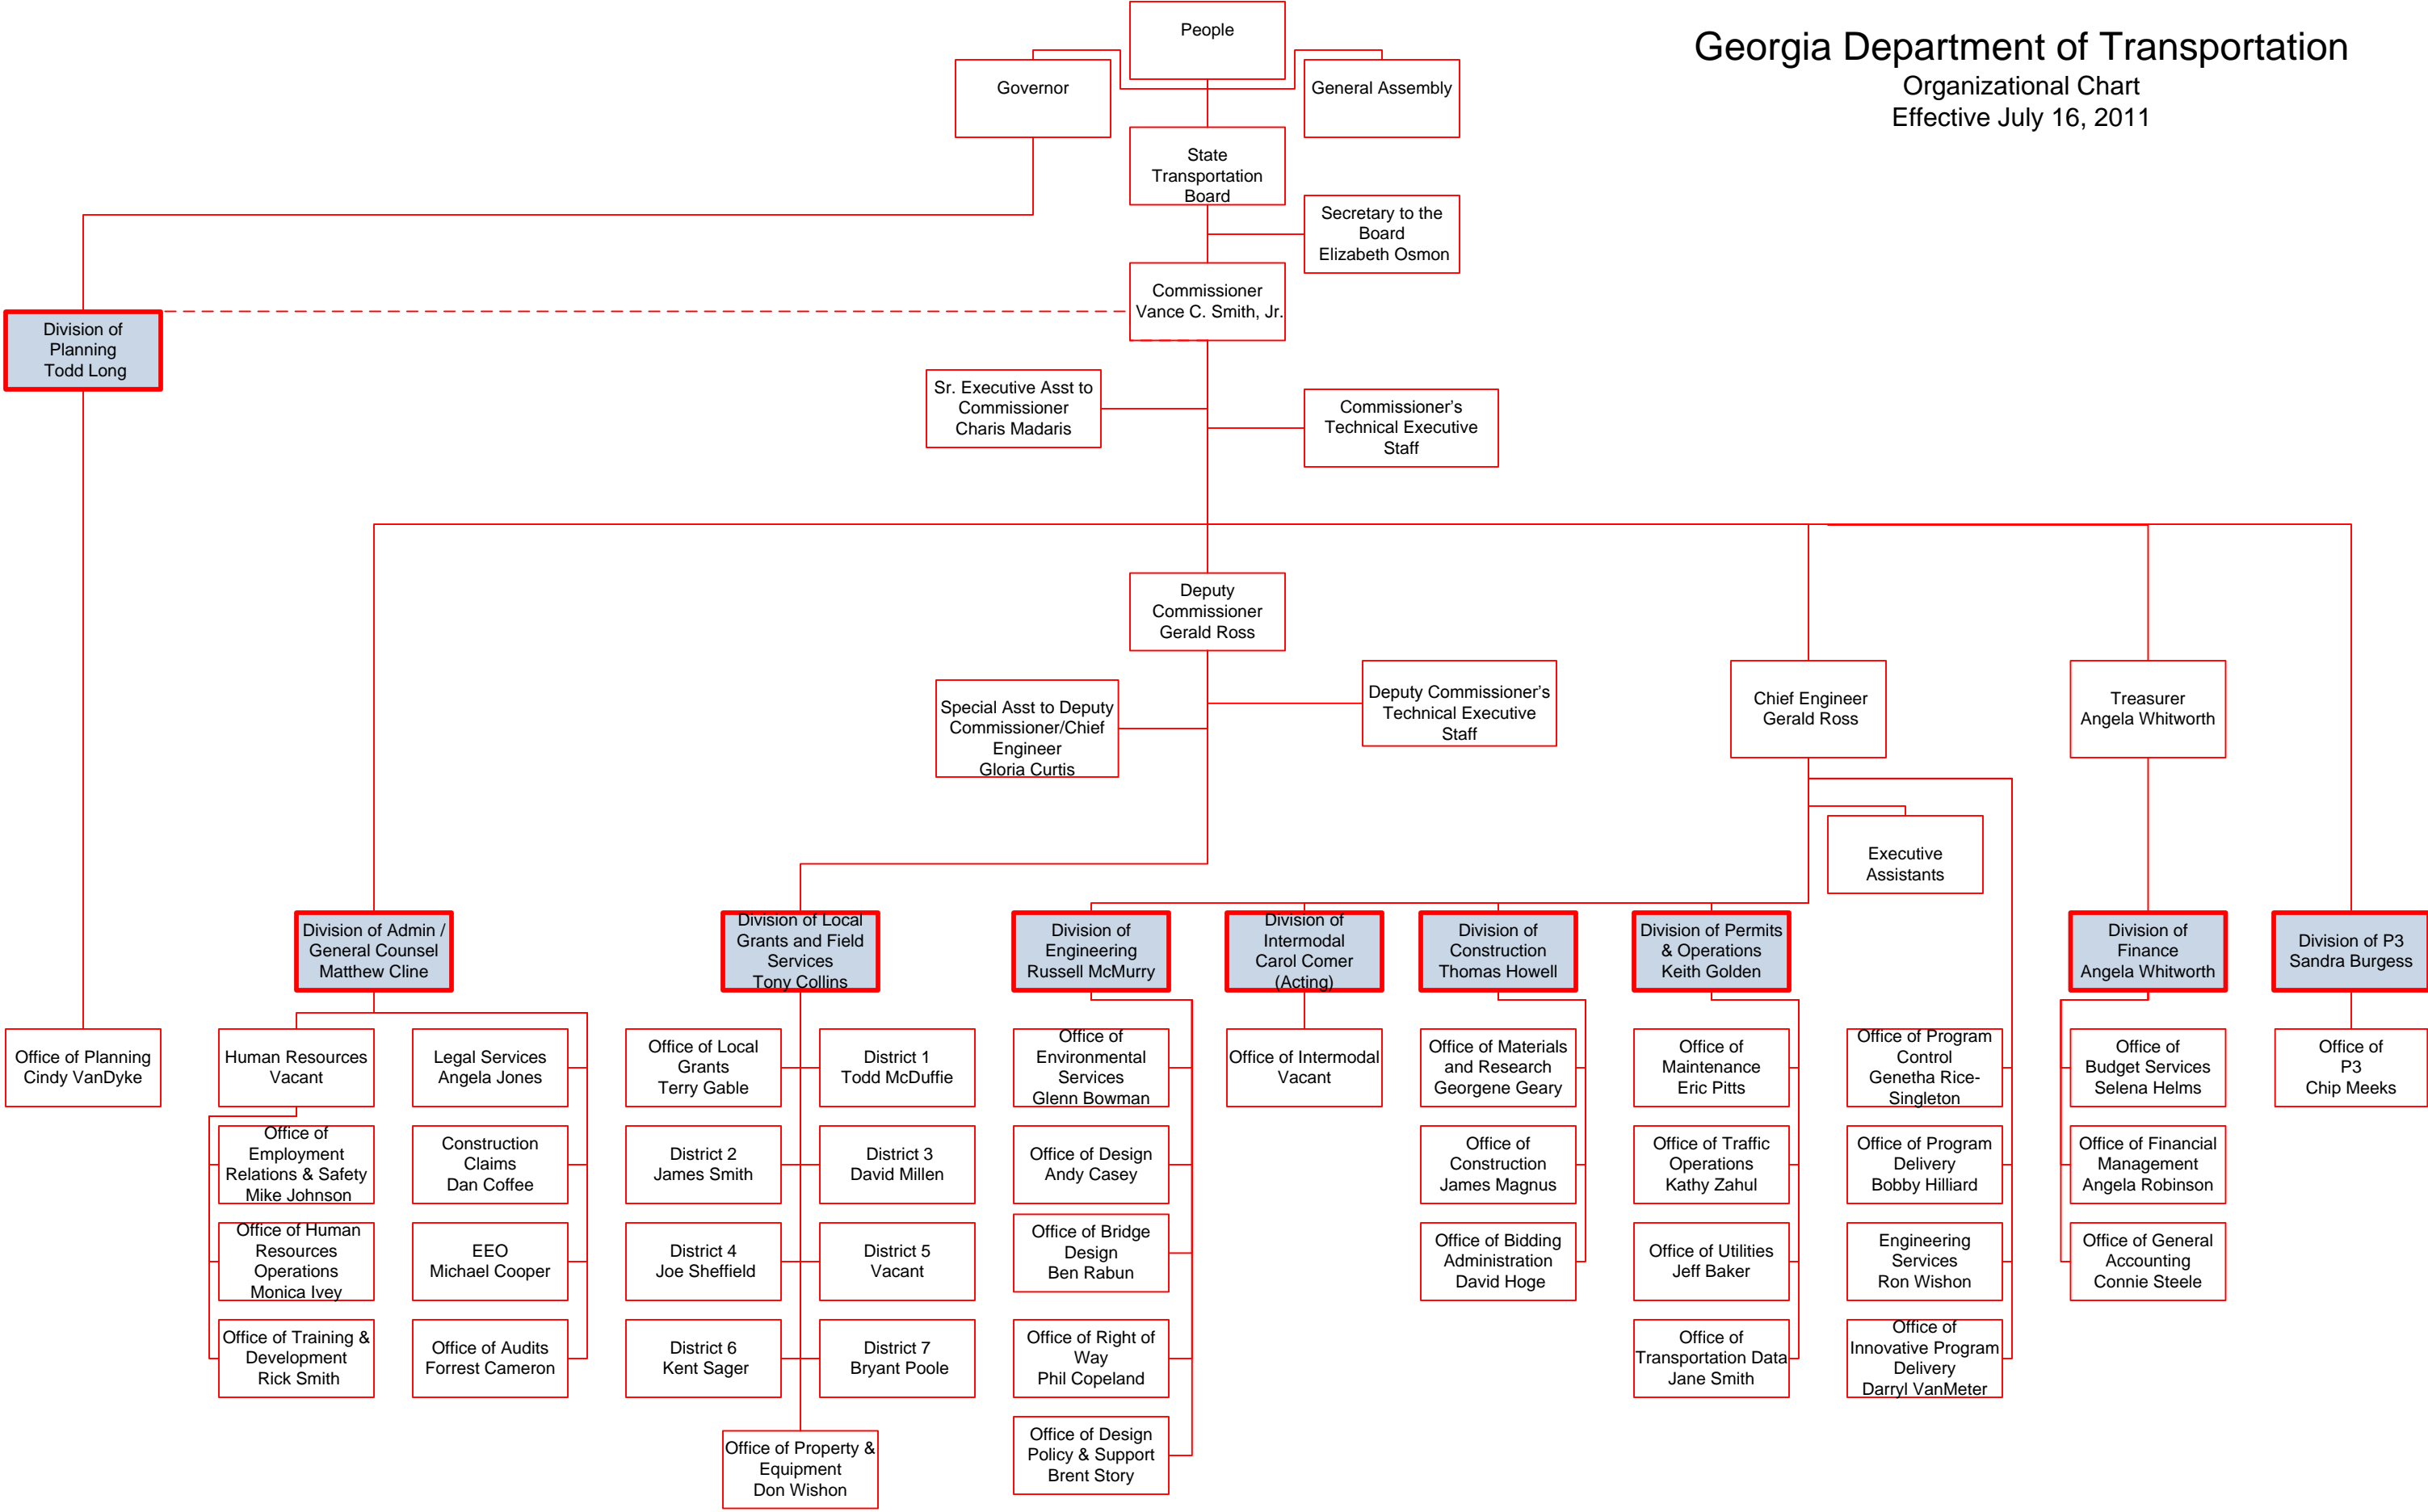 People
Georgia Department of Transportation
Organizational Chart
Effective July 16, 2011
Governor
General Assembly
State
Transportation
Board
Secretary to the
Board
Elizabeth Osmon
Commissioner
Vance C. Smith, Jr.
Division of
Planning
Todd Long
Sr. Executive Asst to
Commissioner
Charis Madaris
Commissioner’s
Technical Executive
Staff
Deputy
Commissioner
Gerald Ross
Special Asst to Deputy
Commissioner/Chief
Engineer
Gloria Curtis
Deputy Commissioner’s
Technical Executive
Staff
Chief Engineer
Gerald Ross
Treasurer
Angela Whitworth
Executive
Assistants
Division of Admin /
General Counsel
Matthew Cline
Division of Local
Grants and Field
Services
Tony Collins
Division of
Engineering
Russell McMurry
Division of
Intermodal
Carol Comer
(Acting)
Division of
Construction
Thomas Howell
Division of Permits
& Operations
Keith Golden
Division of
Finance
Angela Whitworth
Division of P3
Sandra Burgess
Office of Planning
Cindy VanDyke
Human Resources
Vacant
Legal Services
Angela Jones
Office of Local
Grants
Terry Gable
District 1
Todd McDuffie
Office of
Environmental
Services
Glenn Bowman
Office of Intermodal
Vacant
Office of Materials
and Research
Georgene Geary
Office of
Maintenance
Eric Pitts
Office of Program
Control
Genetha Rice-
Singleton
Office of
Budget Services
Selena Helms
Office of
P3
Chip Meeks
Office of
Employment
Relations & Safety
Mike Johnson
Construction
Claims
Dan Coffee
District 2
James Smith
District 3
David Millen
Office of Design
Andy Casey
Office of
Construction
James Magnus
Office of Traffic
Operations
Kathy Zahul
Office of Program
Delivery
Bobby Hilliard
Office of Financial
Management
Angela Robinson
Office of Human
Resources
Operations
Monica Ivey
EEO
Michael Cooper
District 4
Joe Sheffield
District 5
Vacant
Office of Bridge
Design
Ben Rabun
Office of Bidding
Administration
David Hoge
Office of Utilities
Jeff Baker
Engineering
Services
Ron Wishon
Office of General
Accounting
Connie Steele
Office of Training &
Development
Rick Smith
Office of Audits
Forrest Cameron
District 6
Kent Sager
District 7
Bryant Poole
Office of Right of
Way
Phil Copeland
Office of
Transportation Data
Jane Smith
Office of
Innovative Program
Delivery
Darryl VanMeter
Office of Property &
Equipment
Don Wishon
Office of Design
Policy & Support
Brent Story